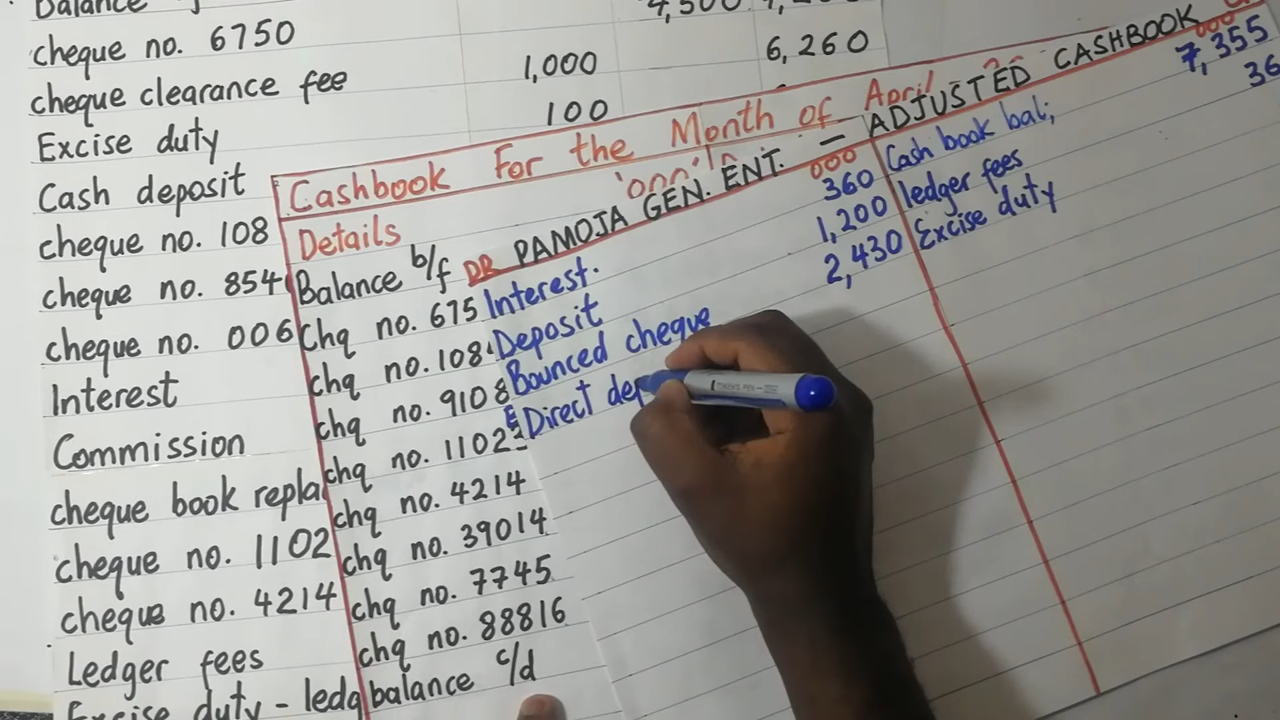 Balance
cheque no. 6750
cheque clearance fee 1,000 6,260
Excise duty 100
Cash deposit
cheque no. 108
cheque no. 854
cheque no. 006
Interest
Commission
cheque book repla
cheque no. 1102
cheque no. 4214
Ledger fees
Excise duty - ledg
Cashbook For the Month of April
Details
Balance b/f
Chq no. 675
chq no. 108
chq no. 9108
chq no. 1102
chq no. 4214
chq no. 39014
chq no. 7745
chq no. 88816
balance c/d
DR PAMOJA GEN. ENT. - ADJUSTED CASHBOOK
'000
Interest. 360
Deposit 1,200
Bounced cheque 2,430
Direct dep
Cash book bal; 7,355
ledger fees 36
Excise duty